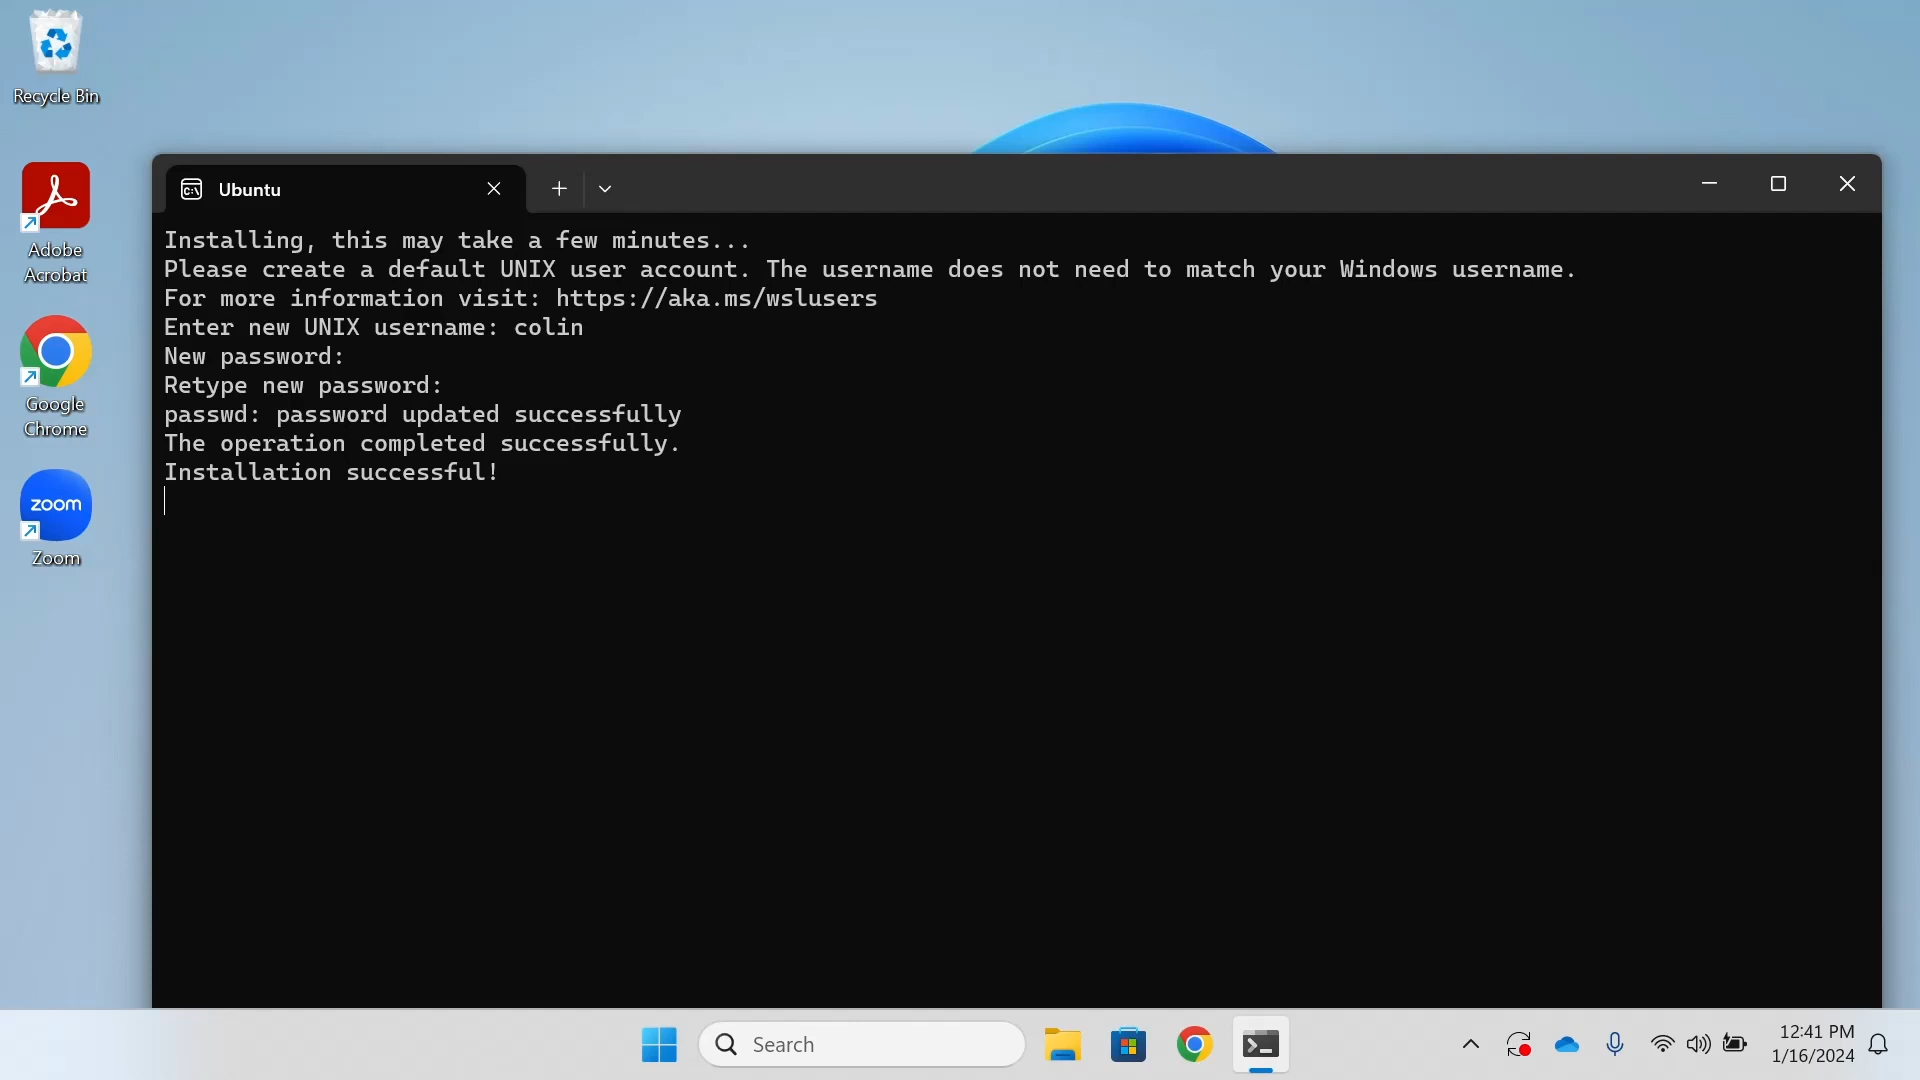 Recycle Bin
Adobe
Acrobat
Google
Chrome
zoom
Zoom
Ubuntu
Installing, this may take a few minutes...
Please create a default UNIX user account. The username does not need to match your Windows username.
For more information visit: https://aka.ms/wslusers
Enter new UNIX username: colin
New password:
Retype new password:
passwd: password updated successfully
The operation completed successfully.
Installation successful!
Search
12:41 PM
1/16/2024